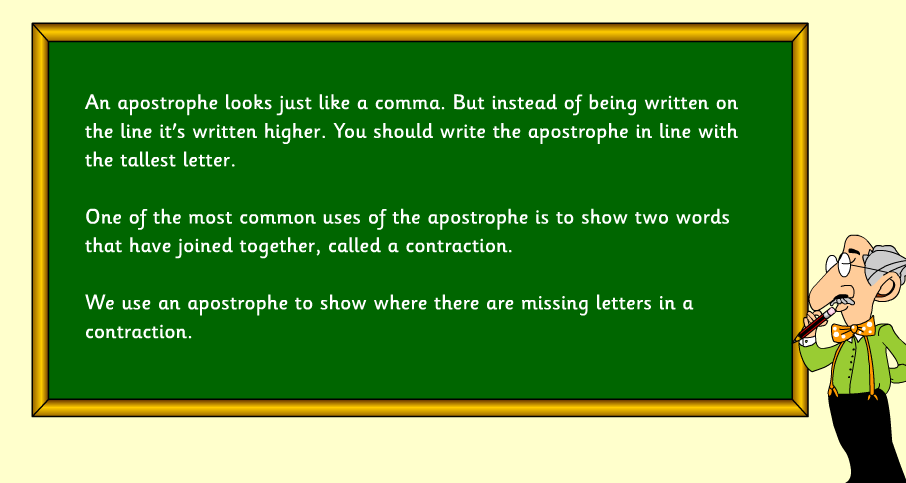 An apostrophe looks just like a comma. But instead of being written on
the line it's written higher. You should write the apostrophe in line with
the tallest letter.
One of the most common uses of the apostrophe is to show two words
that have joined together, called a contraction.
We use an apostrophe to show where there are missing letters in a
contraction.